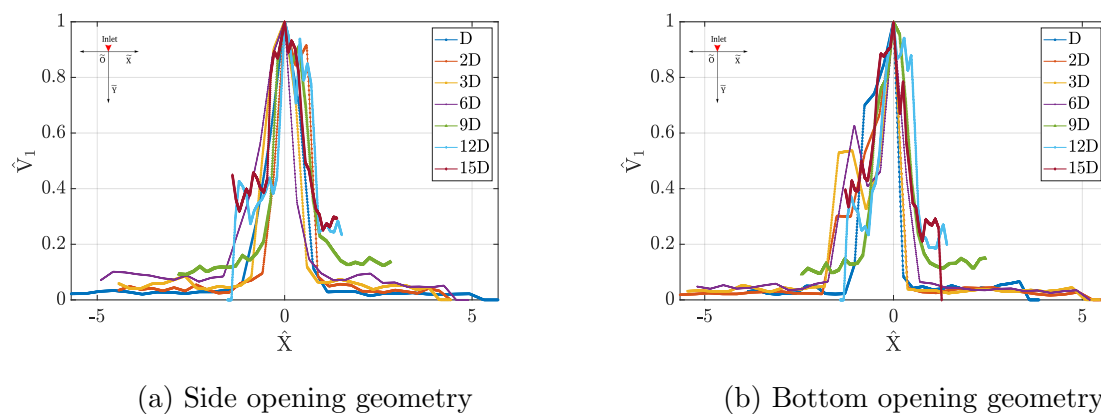 1
0.8
0.6
0.4
0.2
0
-5
0
5
V̂₁
X̂
Inlet
Õ
X̃
Ỹ
D
2D
3D
6D
9D
12D
15D
(a) Side opening geometry
1
0.8
0.6
0.4
0.2
0
-5
0
5
V̂₁
X̂
Inlet
Õ
X̃
Ỹ
D
2D
3D
6D
9D
12D
15D
(b) Bottom opening geometry